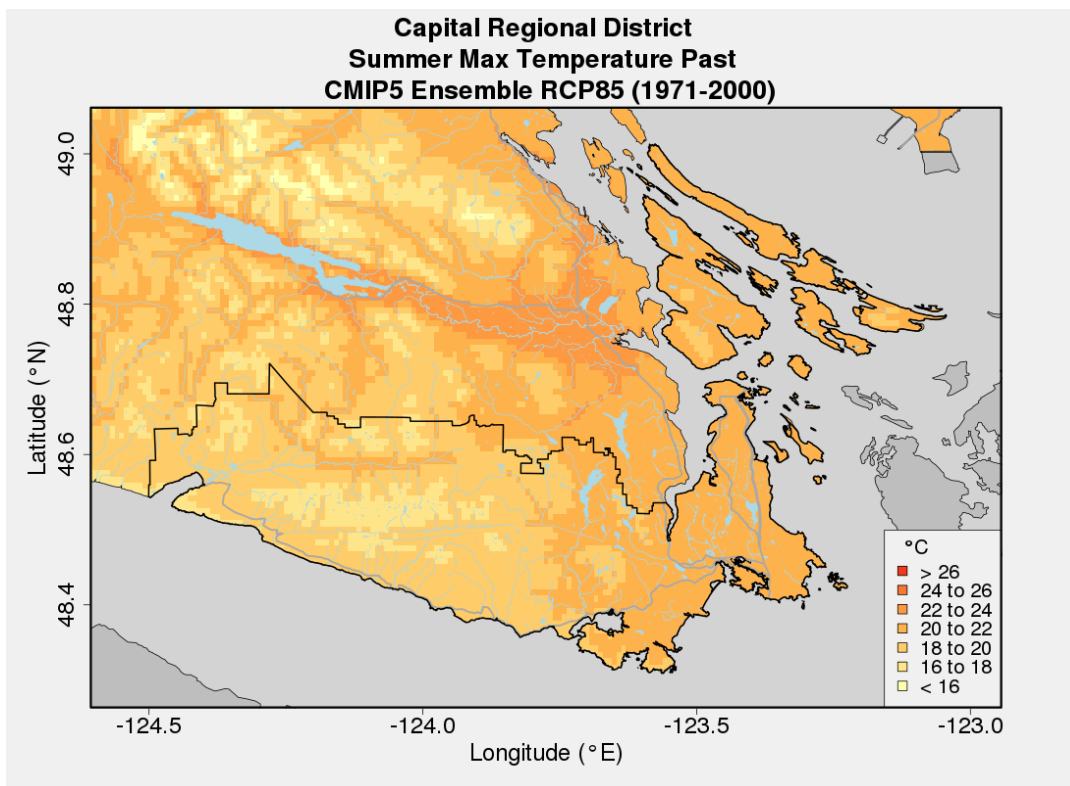 Capital Regional District
Summer Max Temperature Past
CMIP5 Ensemble RCP85 (1971-2000)
49.0
48.8
48.6
48.4
Latitude (°N)
°C
> 26
24 to 26
22 to 24
20 to 22
18 to 20
16 to 18
< 16
-124.5
-124.0
-123.5
-123.0
Longitude (°E)